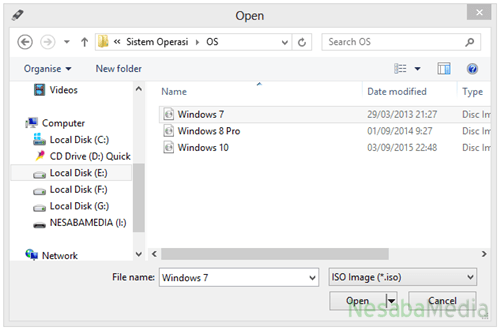 Open
« Sistem Operasi ▸ OS
Search OS
Organise
New folder
Videos
Computer
Local Disk (C:)
CD Drive (D:) Quick
Local Disk (E:)
Local Disk (F:)
Local Disk (G:)
NESABAMEDIA (I:)
Network
Name Date modified Type
Windows 7 29/03/2013 21:27 Disc Im
Windows 8 Pro 01/09/2014 9:27 Disc Im
Windows 10 03/09/2015 22:48 Disc Im
File name: Windows 7 ISO Image (*.iso)
Open Cancel
NesabaMedia